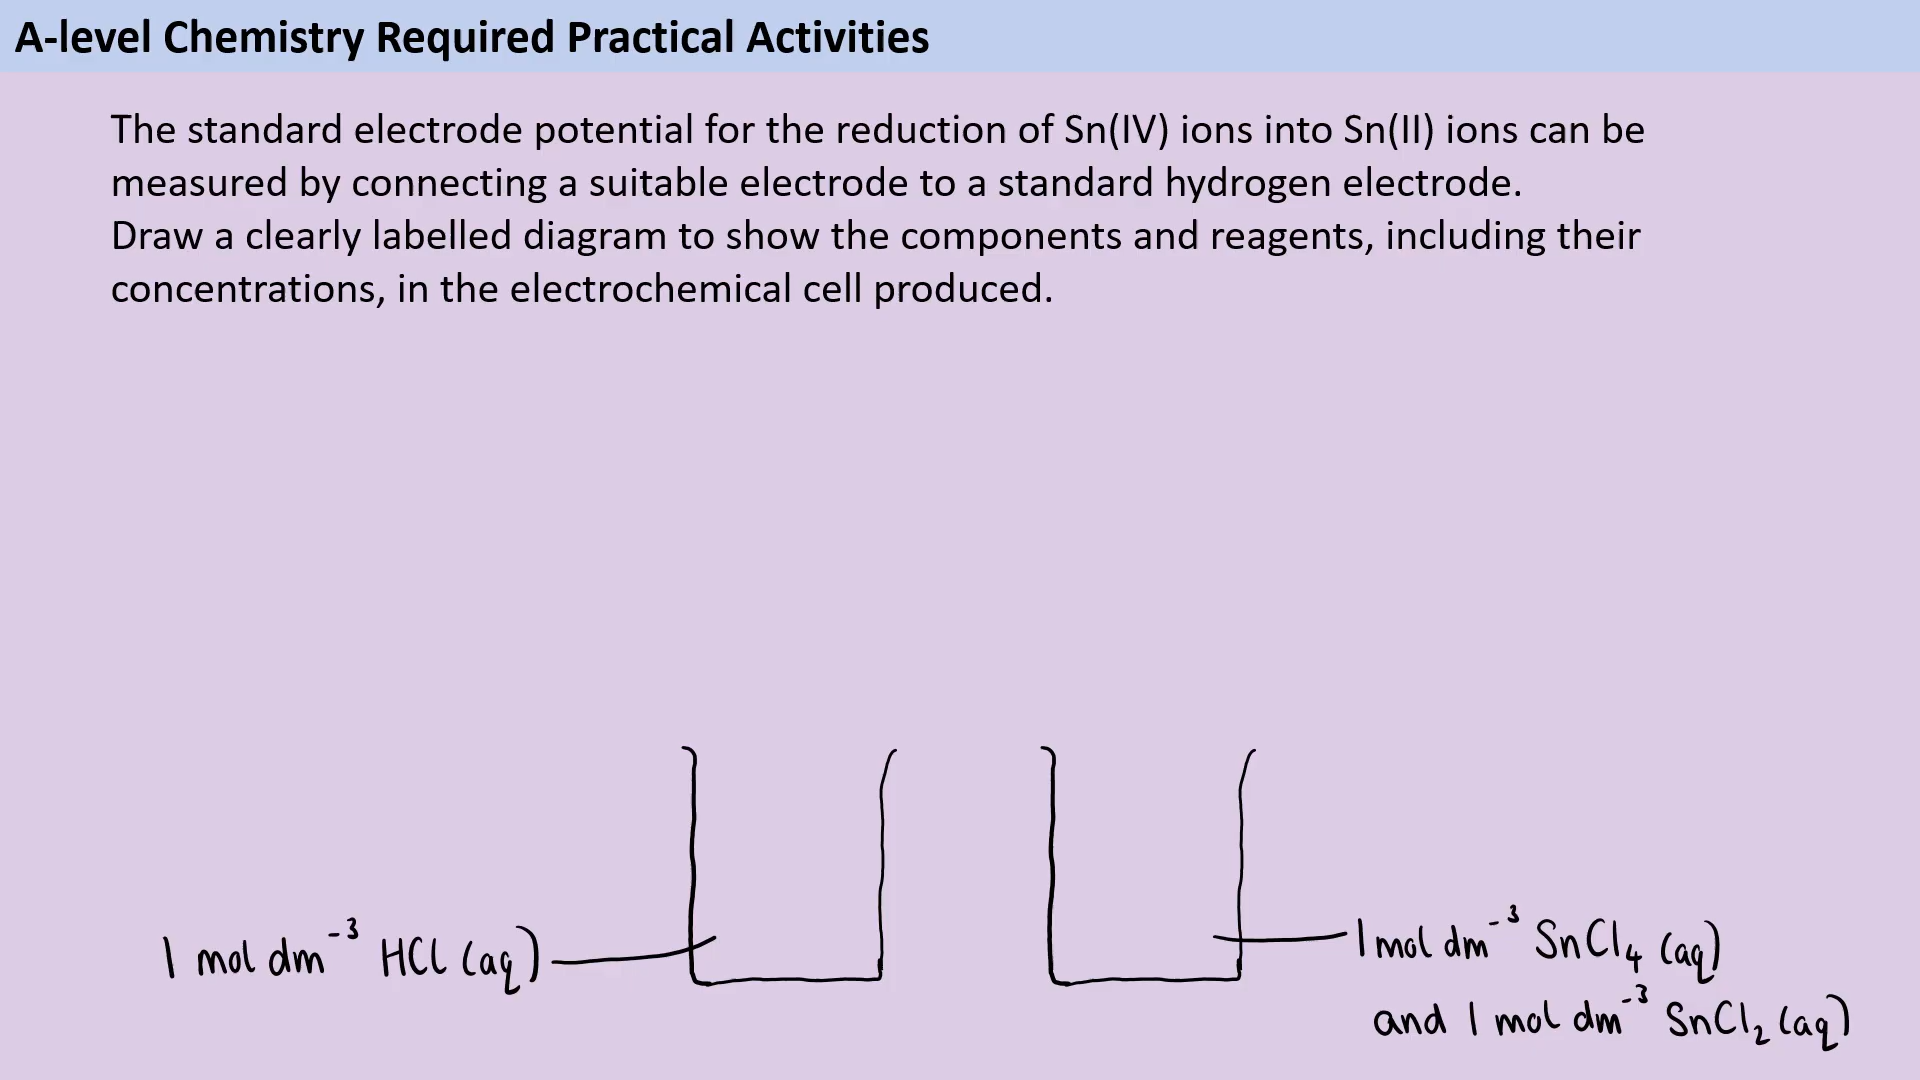 A-level Chemistry Required Practical Activities
The standard electrode potential for the reduction of Sn(IV) ions into Sn(II) ions can be
measured by connecting a suitable electrode to a standard hydrogen electrode.
Draw a clearly labelled diagram to show the components and reagents, including their
concentrations, in the electrochemical cell produced.
1 mol dm⁻³ HCl (aq)
1 mol dm⁻³ SnCl₄ (aq)
and 1 mol dm⁻³ SnCl₂ (aq)